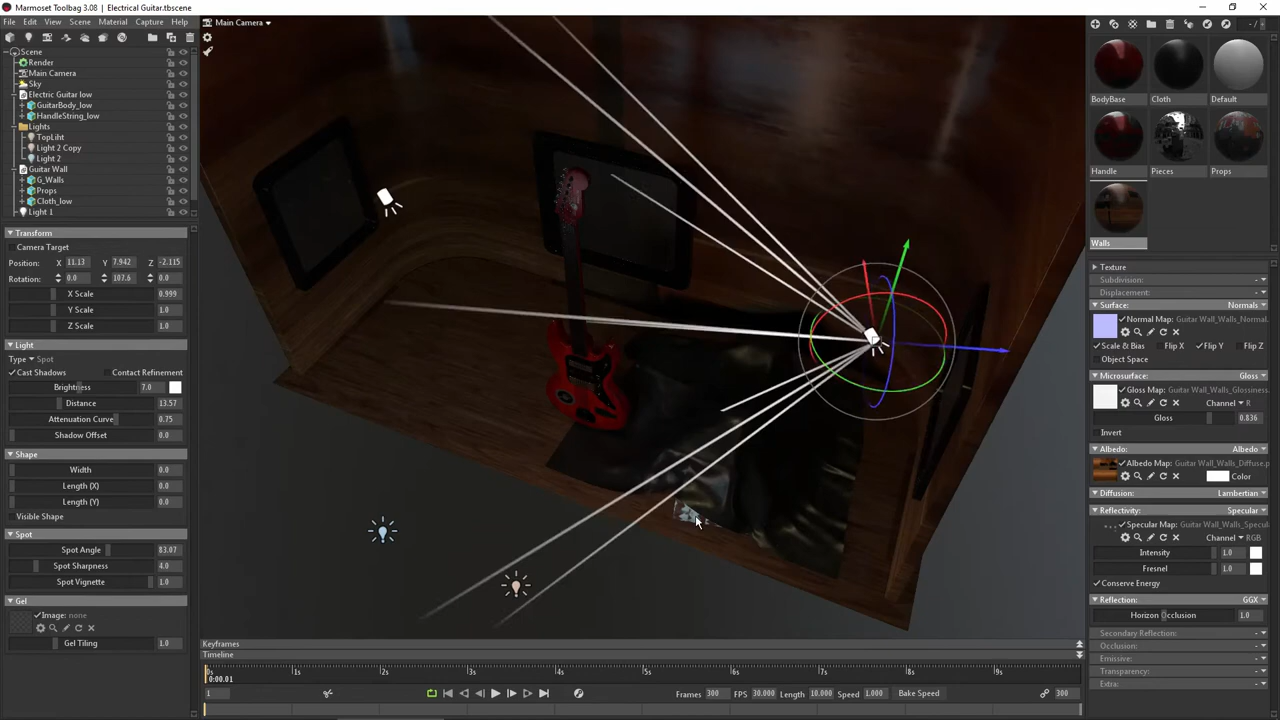 Marmoset Toolbag 3.08 | Open: Electrical Guitar.tbscene
File Edit View Scene Material Capture Help
Main Camera
Scene
Render
Main Camera
Sky
Electric Guitar low
GuitarBody_low
HandleString_low
Lights
TopLiht
Light 2 Copy
Light 2
Guitar Wall
G_Walls
Props
Cloth_low
Light 1
Transform
Camera Target
Position: X 11.13 Y 7.942 Z -2.115
Rotation: 0.0 107.6 0.0
X Scale 0.999
Y Scale 1.0
Z Scale 1.0
Light
Type Spot
Cast Shadows Contact Refinement
Brightness 7.0
Distance 13.57
Attenuation Curve 0.75
Shadow Offset 0.0
Shape
Width 0.0
Length (X) 0.0
Length (Y) 0.0
Visible Shape
Spot
Spot Angle 83.07
Spot Sharpness 4.0
Spot Vignette 1.0
Gel
Image: none
Gel Tiling 1.0
Keyframes
Timeline
0s 1s 2s 3s 4s 5s 6s 7s 8s 9s
0:00.01
1 Frames 300 FPS 30.000 Length 10.000 Speed 1.000 Bake Speed 300
BodyBase Cloth Default
Handle Pieces Props
Walls
Texture
Subdivision:
Displacement:
Surface: Normals
Normal Map: Guitar Wall_Walls_Normal.
Scale & Bias Flip X Flip Y Flip Z
Object Space
Microsurface: Gloss
Gloss Map: Guitar Wall_Walls_Glossiness
Channel R
Gloss 0.836
Invert
Albedo: Albedo
Albedo Map: Guitar Wall_Walls_Diffuse.p
Color
Diffusion: Lambertian
Reflectivity: Specular
Specular Map: Guitar Wall_Walls_Specul
Channel RGB
Intensity 1.0
Fresnel 1.0
Conserve Energy
Reflection: GGX
Horizon Occlusion 1.0
Secondary Reflection:
Occlusion:
Emissive:
Transparency:
Extra: